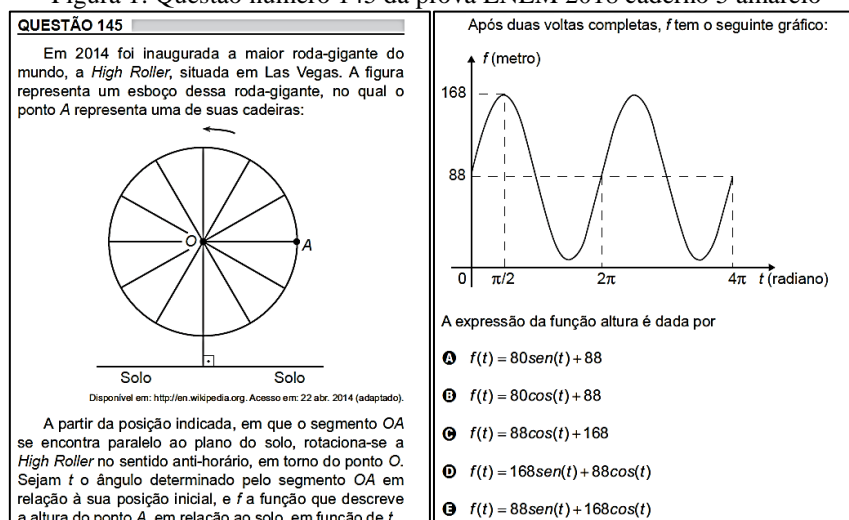 Figura 1: Questão número 145 da prova ENEM 2018 caderno 5 amarelo
QUESTÃO 145
Em 2014 foi inaugurada a maior roda-gigante do
mundo, a High Roller, situada em Las Vegas. A figura
representa um esboço dessa roda-gigante, no qual o
ponto A representa uma de suas cadeiras:
O
A
Solo
Solo
Disponível em: http://en.wikipedia.org. Acesso em: 22 abr. 2014 (adaptado).
A partir da posição indicada, em que o segmento OA
se encontra paralelo ao plano do solo, rotaciona-se a
High Roller no sentido anti-horário, em torno do ponto O.
Sejam t o ângulo determinado pelo segmento OA em
relação à sua posição inicial, e f a função que descreve
a altura do ponto A, em relação ao solo, em função de t.
Após duas voltas completas, f tem o seguinte gráfico:
f (metro)
168
88
0
π/2
2π
4π
t (radiano)
A expressão da função altura é dada por
A f(t) = 80sen(t) + 88
B f(t) = 80cos(t) + 88
C f(t) = 88cos(t) + 168
D f(t) = 168sen(t) + 88cos(t)
E f(t) = 88sen(t) + 168cos(t)